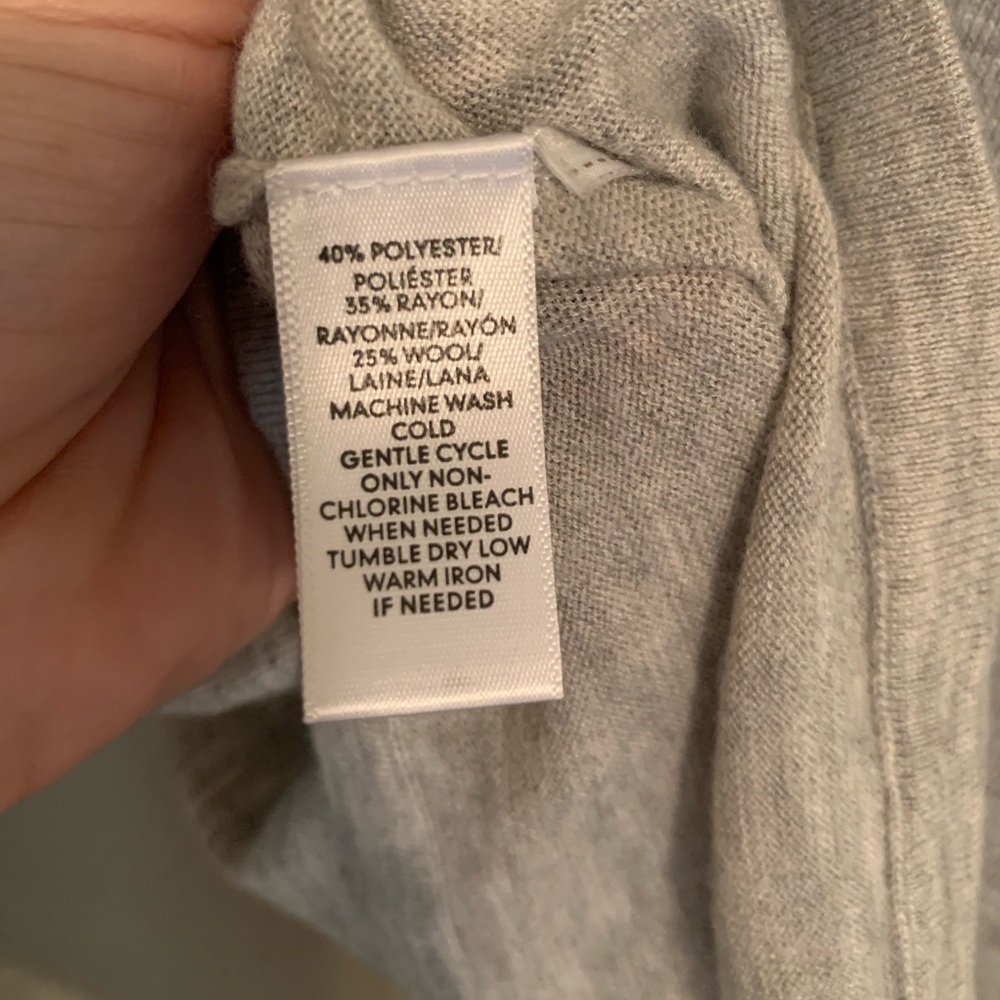 40% POLYESTER/
POLIÉSTER
35% RAYON/
RAYONNE/RAYÓN
25% WOOL/
LAINE/LANA
MACHINE WASH
COLD
GENTLE CYCLE
ONLY NON-
CHLORINE BLEACH
WHEN NEEDED
TUMBLE DRY LOW
WARM IRON
IF NEEDED